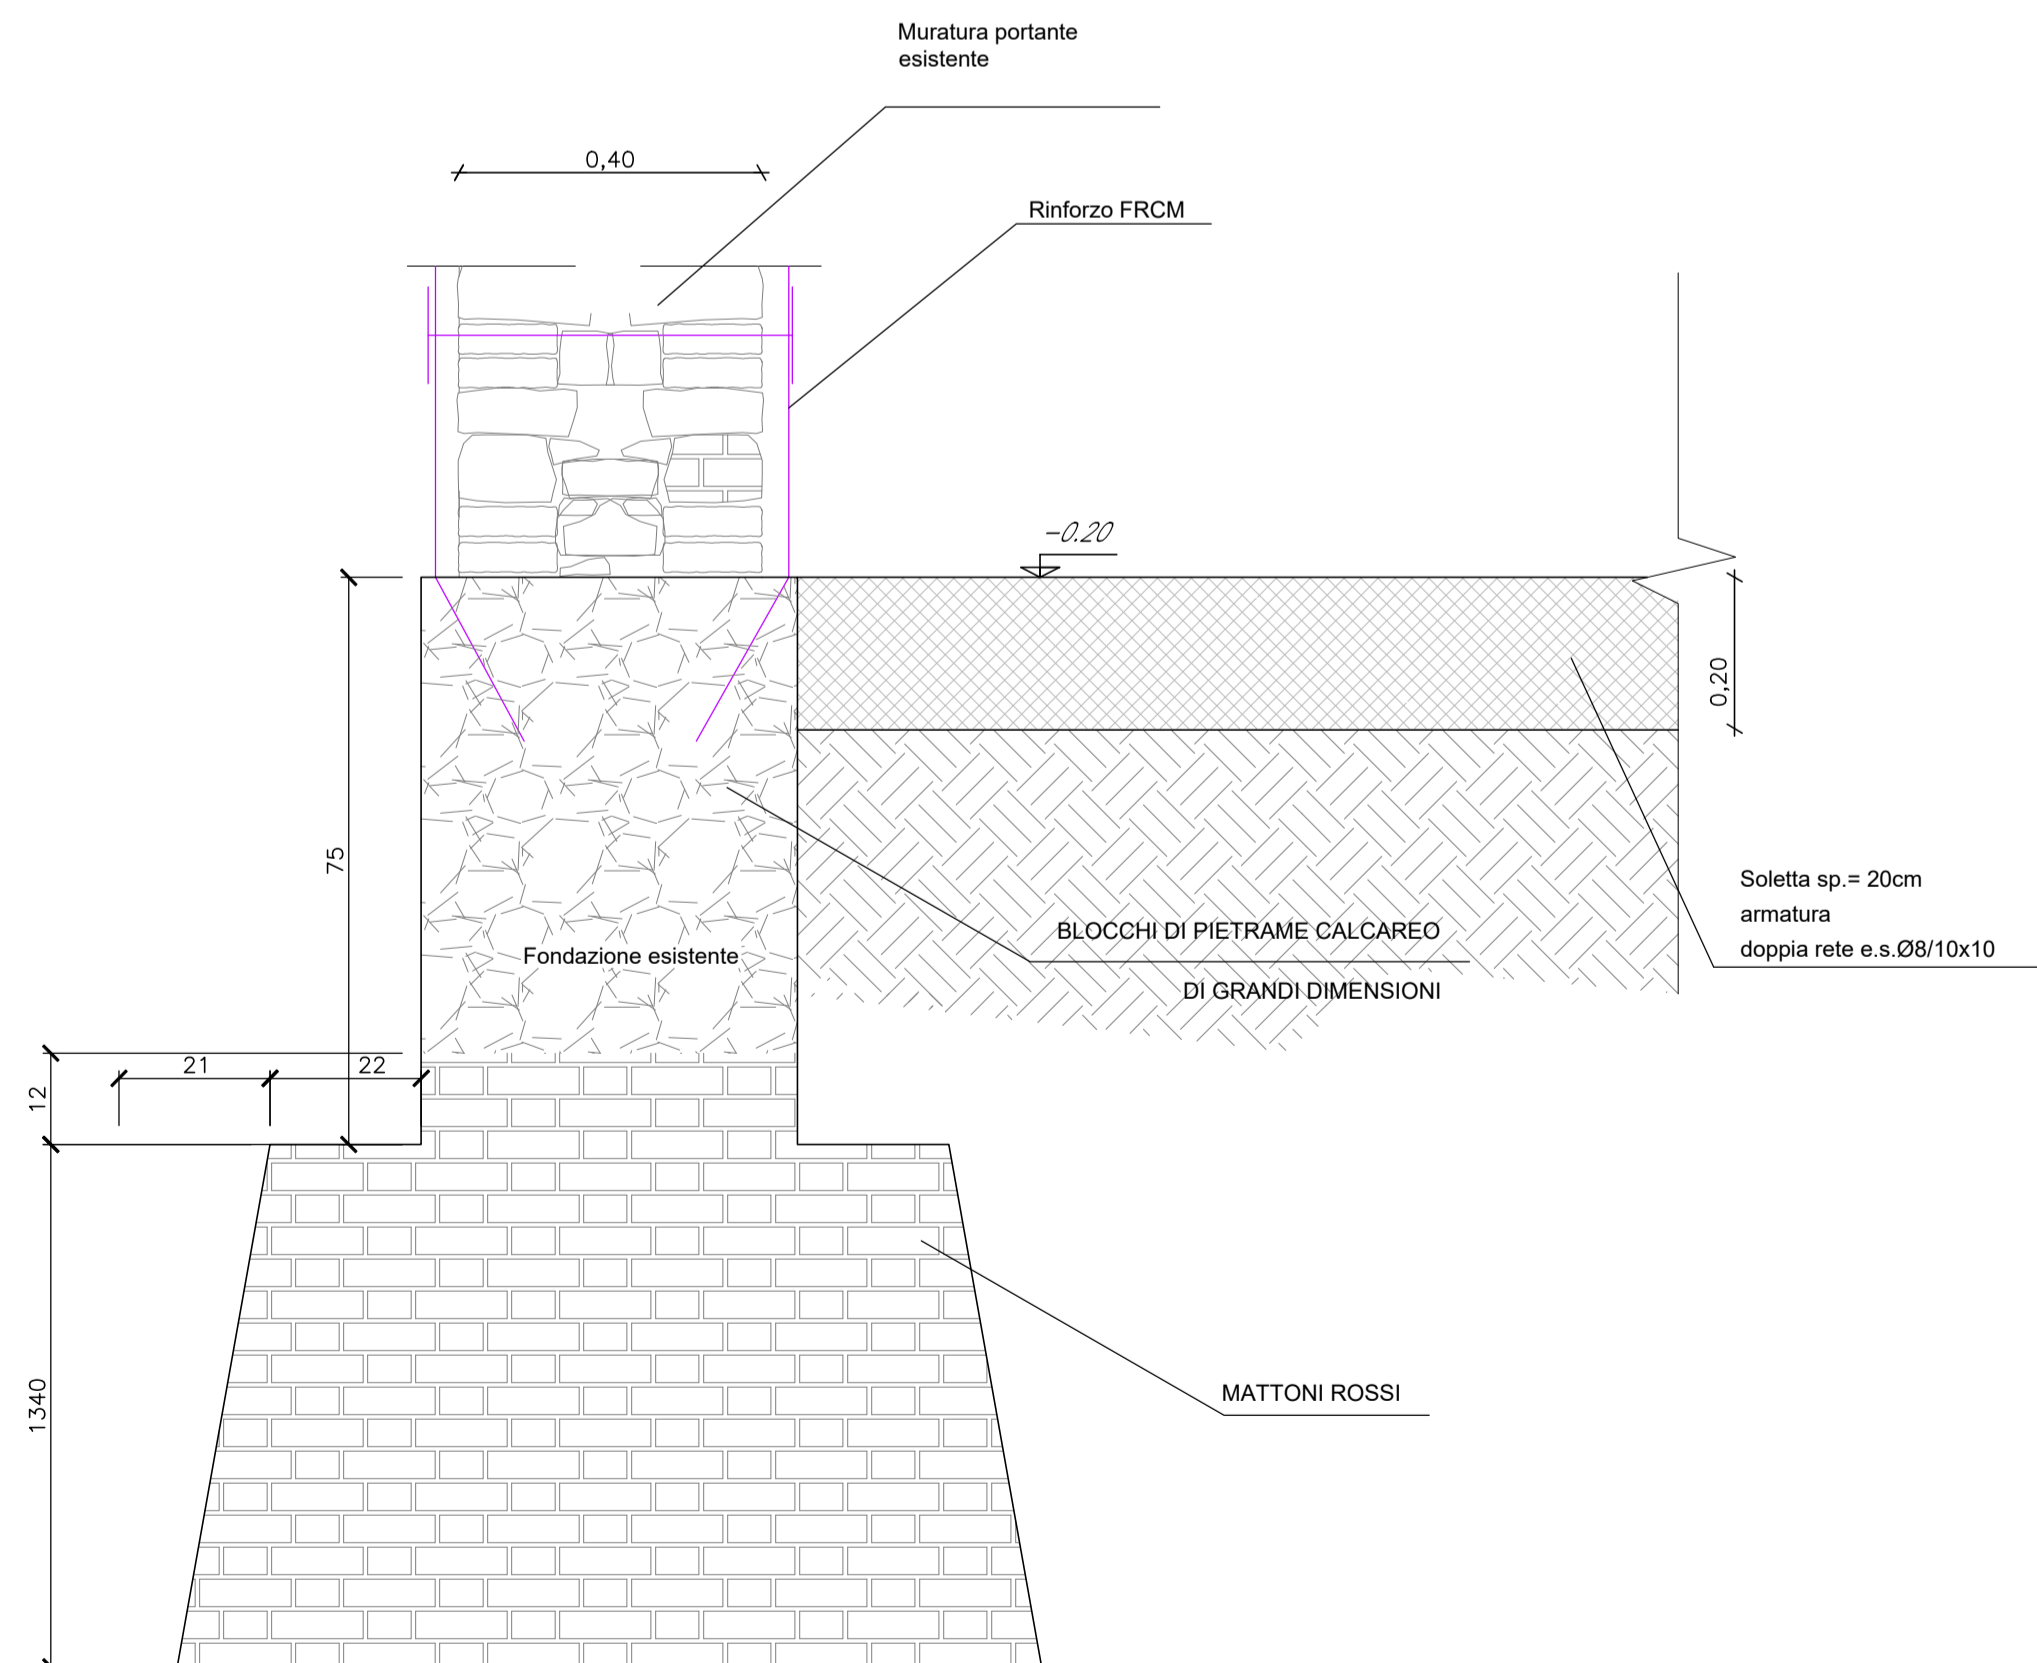 Muratura portante
esistente
0,40
Rinforzo FRCM
-0.20
0,20
75
Soletta sp.= 20cm
armatura
doppia rete e.s.Ø8/10x10
BLOCCHI DI PIETRAME CALCAREO
DI GRANDI DIMENSIONI
Fondazione esistente
21
22
12
1340
MATTONI ROSSI